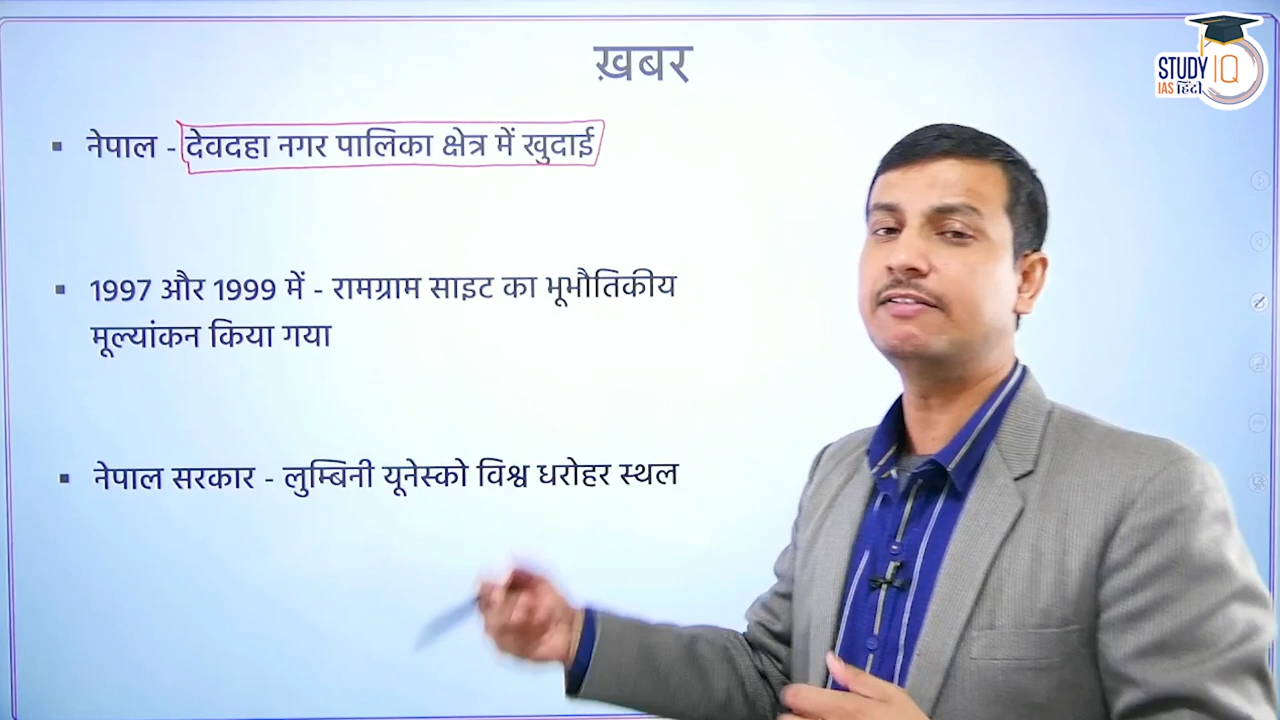 ख़बर
STUDY IQ
IAS हिंदी
▪ नेपाल - देवदहा नगर पालिका क्षेत्र में खुदाई
▪ 1997 और 1999 में - रामग्राम साइट का भूभौतिकीय
मूल्यांकन किया गया
▪ नेपाल सरकार - लुम्बिनी यूनेस्को विश्व धरोहर स्थल